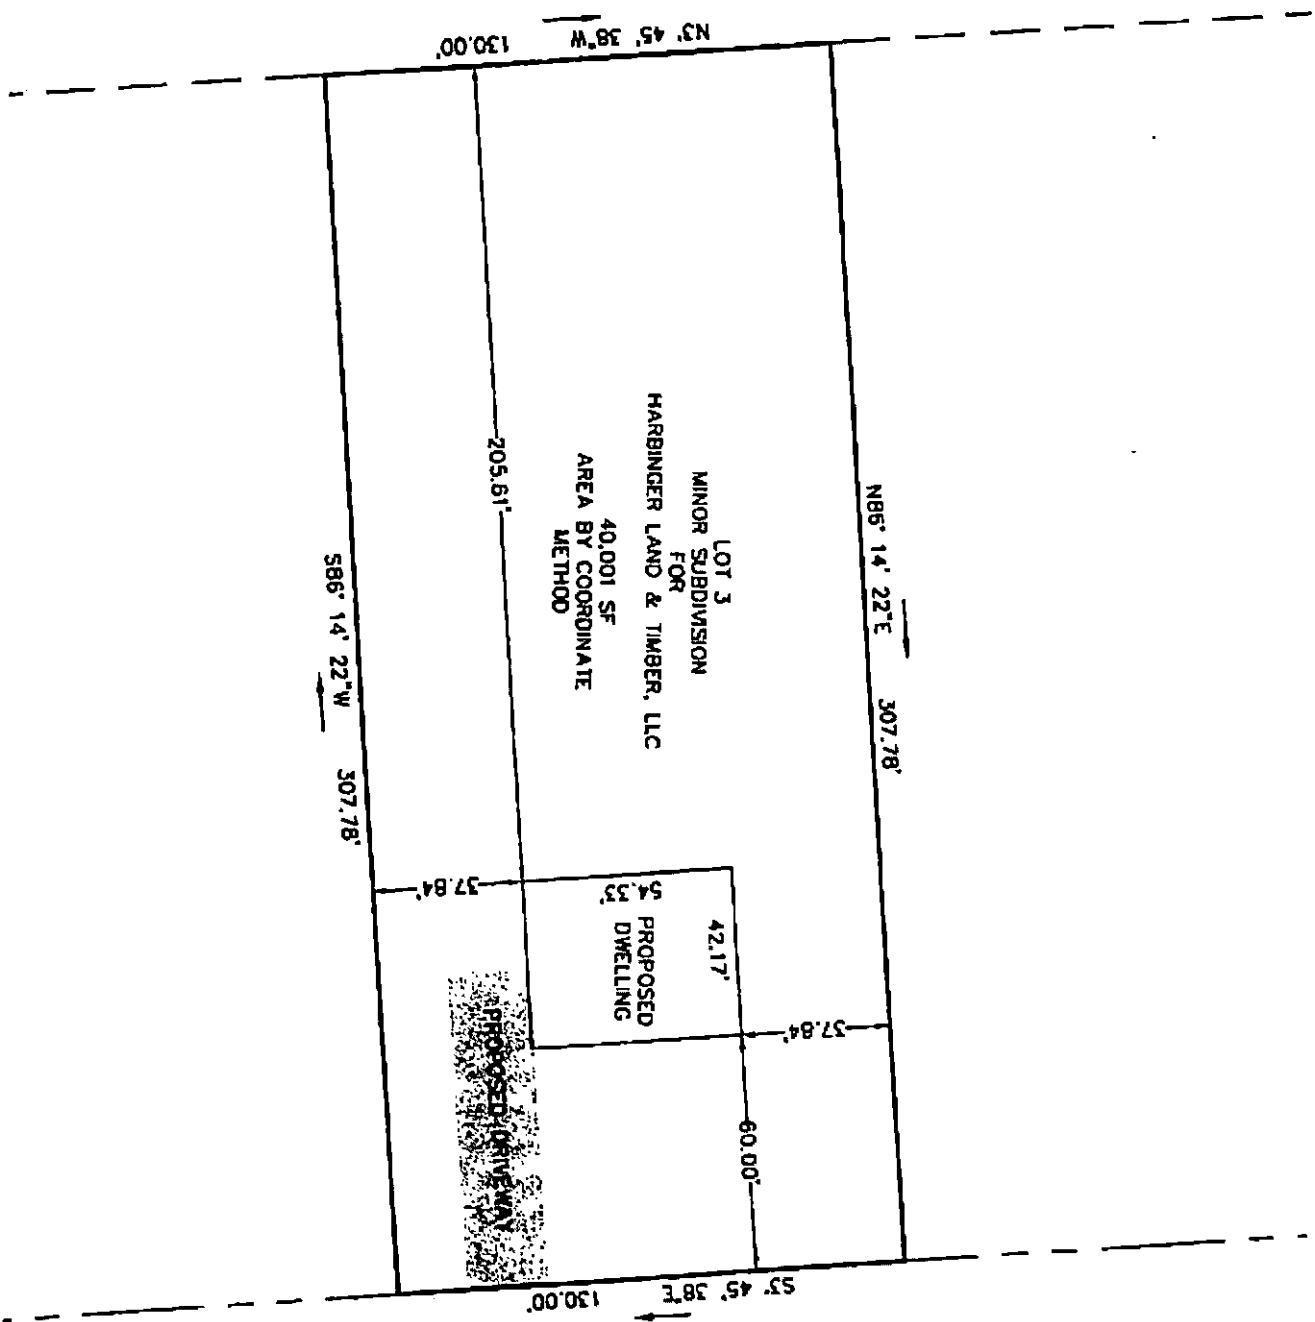 N3° 45' 38"W 130.00'
N86° 14' 22"E 307.78'
LOT 3
MINOR SUBDIVISION
FOR
HARBINGER LAND & TIMBER, LLC
40,001 SF
AREA BY COORDINATE
METHOD
205.61'
S86° 14' 22"W 307.78'
37.84'
54.33'
42.17'
PROPOSED
DWELLING
37.84'
60.00'
PROPOSED DRIVEWAY
S3° 45' 38"E 130.00'